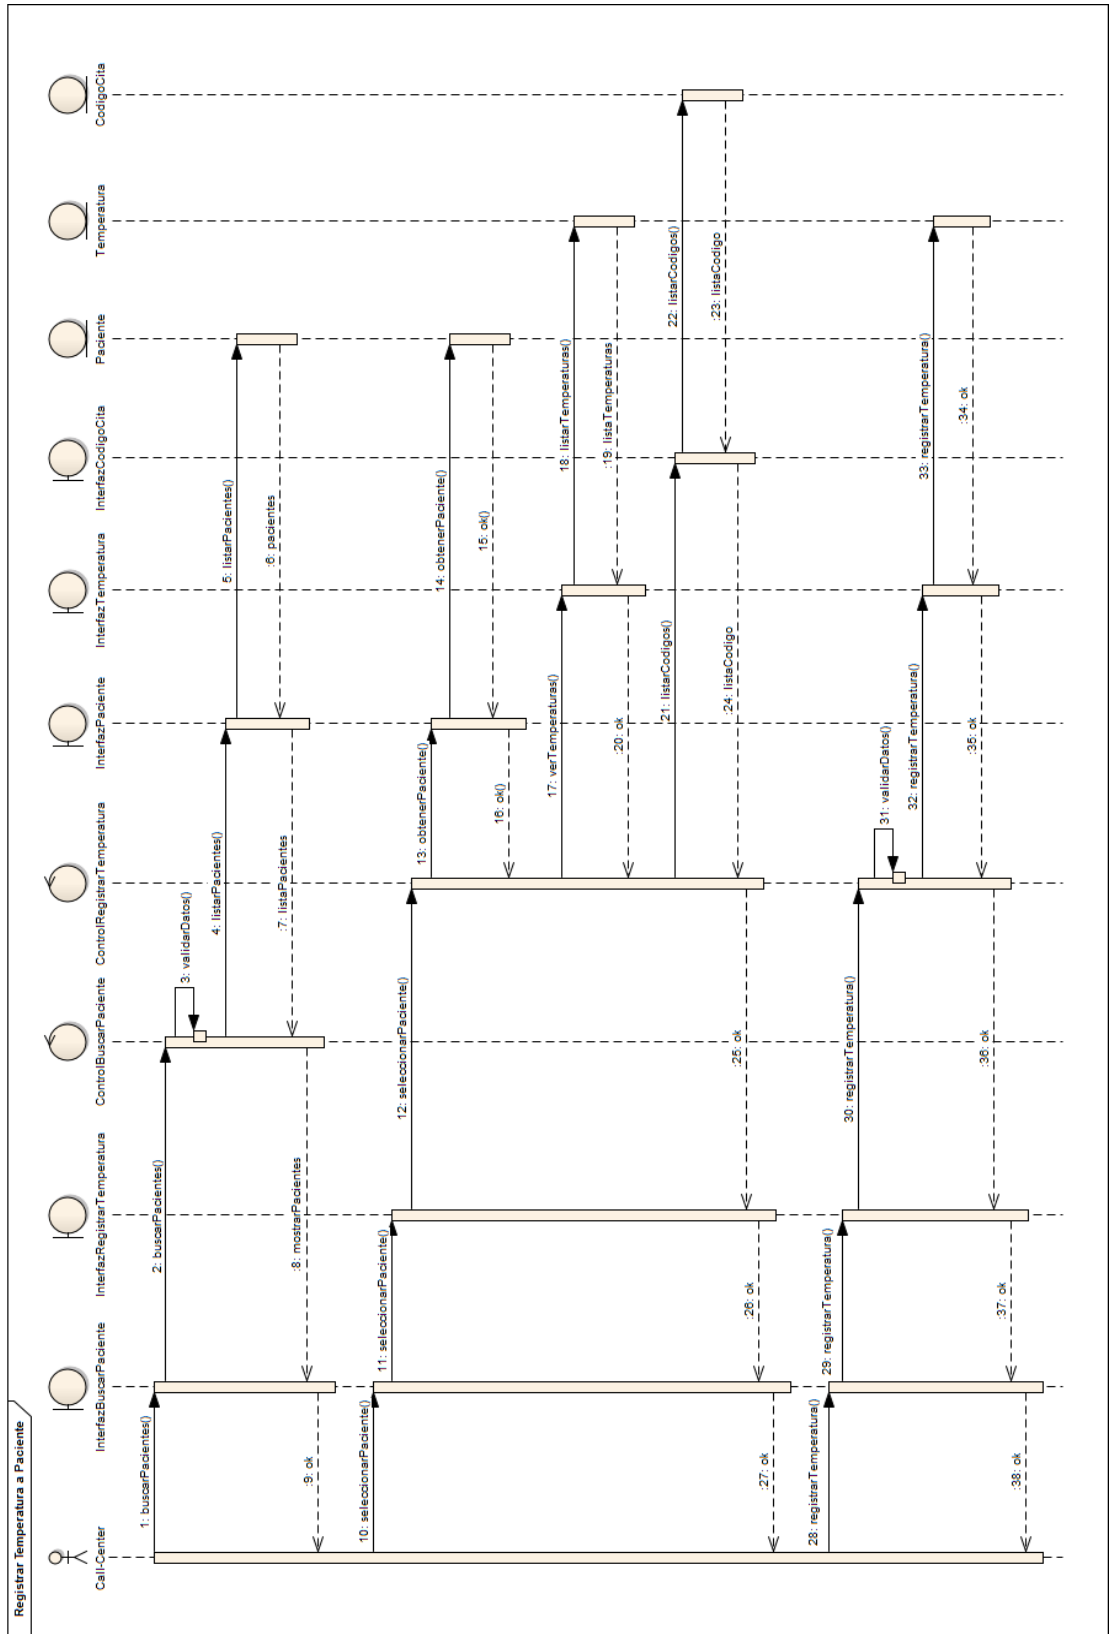 Registrar Temperatura a Paciente
Call-Center
InterfazBuscarPaciente
InterfazRegistrarTemperatura
ControlBuscarPaciente
ControlRegistrarTemperatura
InterfazPaciente
InterfazTemperatura
InterfazCodigoCita
Paciente
Temperatura
CodigoCita
1: buscarPacientes()
2: buscarPacientes()
3: validarDatos()
4: listarPacientes()
5: listarPacientes()
:6: pacientes
:7: listaPacientes
:8: mostrarPacientes
:9: ok
10: seleccionarPaciente()
11: seleccionarPaciente()
12: seleccionarPaciente()
13: obtenerPaciente()
14: obtenerPaciente()
15: ok()
16: ok()
17: verTemperaturas()
18: listarTemperaturas()
:19: listaTemperaturas
:20: ok
21: listarCodigos()
22: listarCodigos()
:23: listaCodigo
:24: listaCodigo
:25: ok
:26: ok
:27: ok
28: registrarTemperatura()
29: registrarTemperatura()
30: registrarTemperatura()
31: validarDatos()
32: registrarTemperatura()
33: registrarTemperatura()
:34: ok
:35: ok
:36: ok
:37: ok
:38: ok